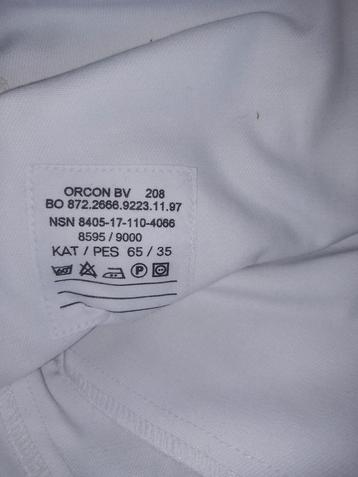 ORCON BV 208
BO 872.2666.9223.11.97
NSN 8405-17-110-4066
8595 / 9000
KAT / PES 65 / 35
P